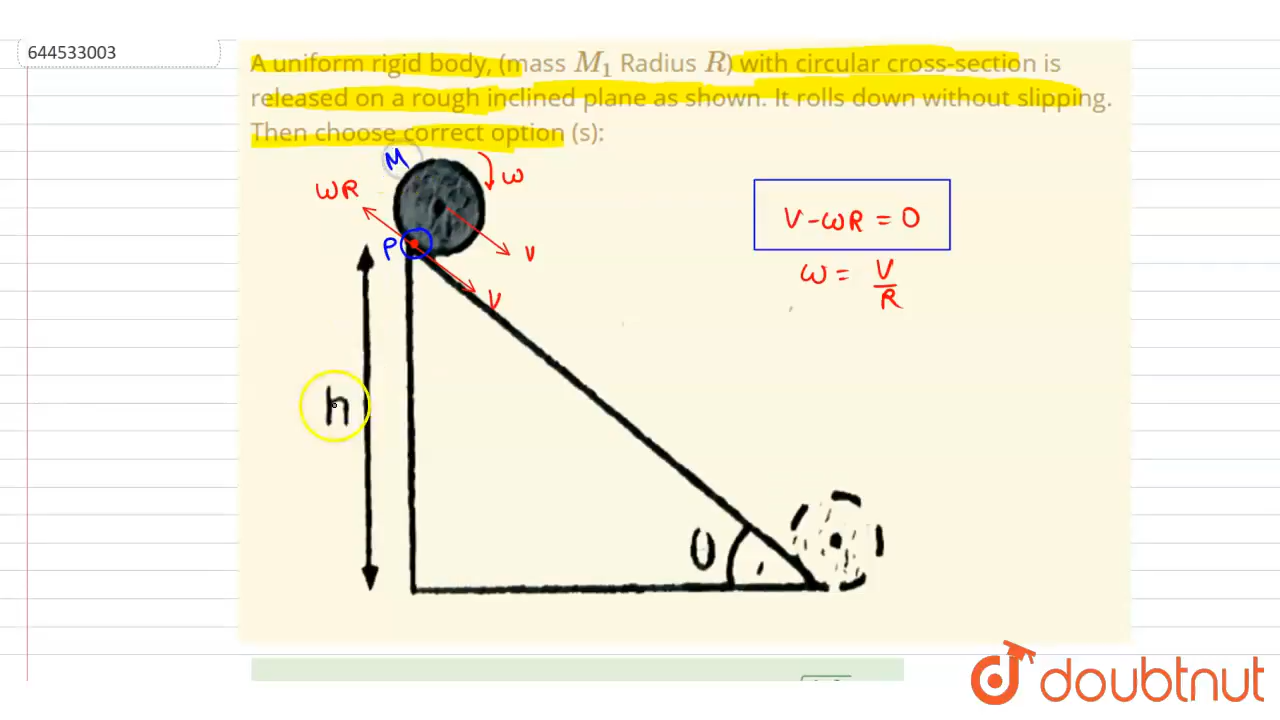 644533003
A uniform rigid body, (mass M₁ Radius R) with circular cross-section is
released on a rough inclined plane as shown. It rolls down without slipping.
Then choose correct option (s):
M
ω
ωR
V
P
V
V-ωR = 0
ω = V/R
h
θ
doubtnut